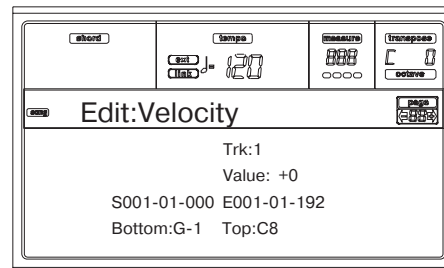 chord tempo measure transpose
ext link ♩= 120 888 C 0
octave
song Edit:Velocity page
Trk:1
Value: +0
S001-01-000 E001-01-192
Bottom:G-1 Top:C8